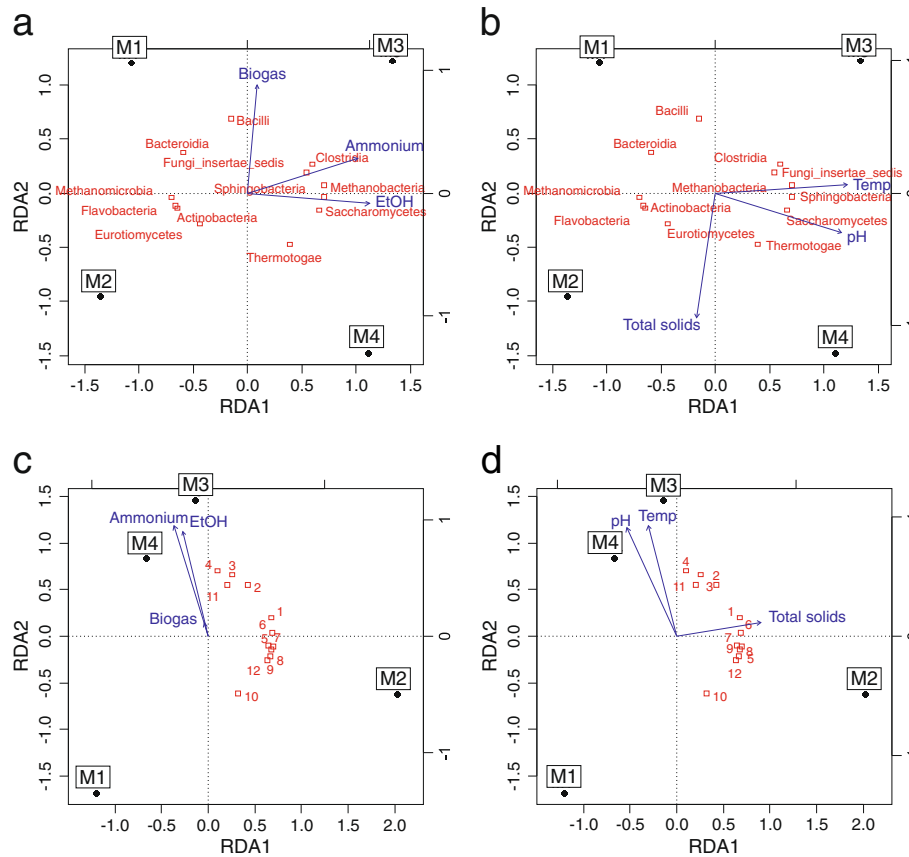 a
M1
M3
Biogas
Bacilli
Bacteroidia
Ammonium
Fungi_insertae_sedis
Clostridia
Methanomicrobia
Sphingobacteria
Methanobacteria
EtOH
Flavobacteria
Actinobacteria
Saccharomycetes
Eurotiomycetes
Thermotogae
M2
M4
RDA2
1.0
0.5
0.0
-0.5
-1.0
-1.5
1
0
-1
-1.5
-1.0
-0.5
0.0
0.5
1.0
1.5
RDA1
b
M1
M3
Bacilli
Bacteroidia
Clostridia
Fungi_insertae_sedis
Methanomicrobia
Methanobacteria
Temp
Sphingobacteria
Flavobacteria
Actinobacteria
Saccharomycetes
Eurotiomycetes
pH
Thermotogae
Total solids
M2
M4
RDA2
1.0
0.5
0.0
-0.5
-1.0
-1.5
-1.5
-1.0
-0.5
0.0
0.5
1.0
1.5
RDA1
c
M3
Ammonium
EtOH
M4
4
3
11
2
Biogas
1
6
5
7
8
12
9
10
M2
M1
RDA2
1.5
1.0
0.5
0.0
-0.5
-1.0
-1.5
1
0
-1
-1.0
-0.5
0.0
0.5
1.0
1.5
2.0
RDA1
d
M3
pH
Temp
M4
4
2
11
3
1
Total solids
6
7
9
8
5
12
10
M2
M1
RDA2
1.5
1.0
0.5
0.0
-0.5
-1.0
-1.5
-1.0
-0.5
0.0
0.5
1.0
1.5
2.0
RDA1